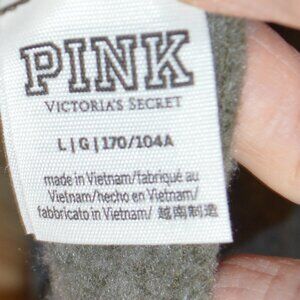 PINK
VICTORIA'S SECRET
L | G | 170/104A
made in Vietnam/fabriqué au
Vietnam/hecho en Vietnam/
fabbricato in Vietnam/ 越南制造